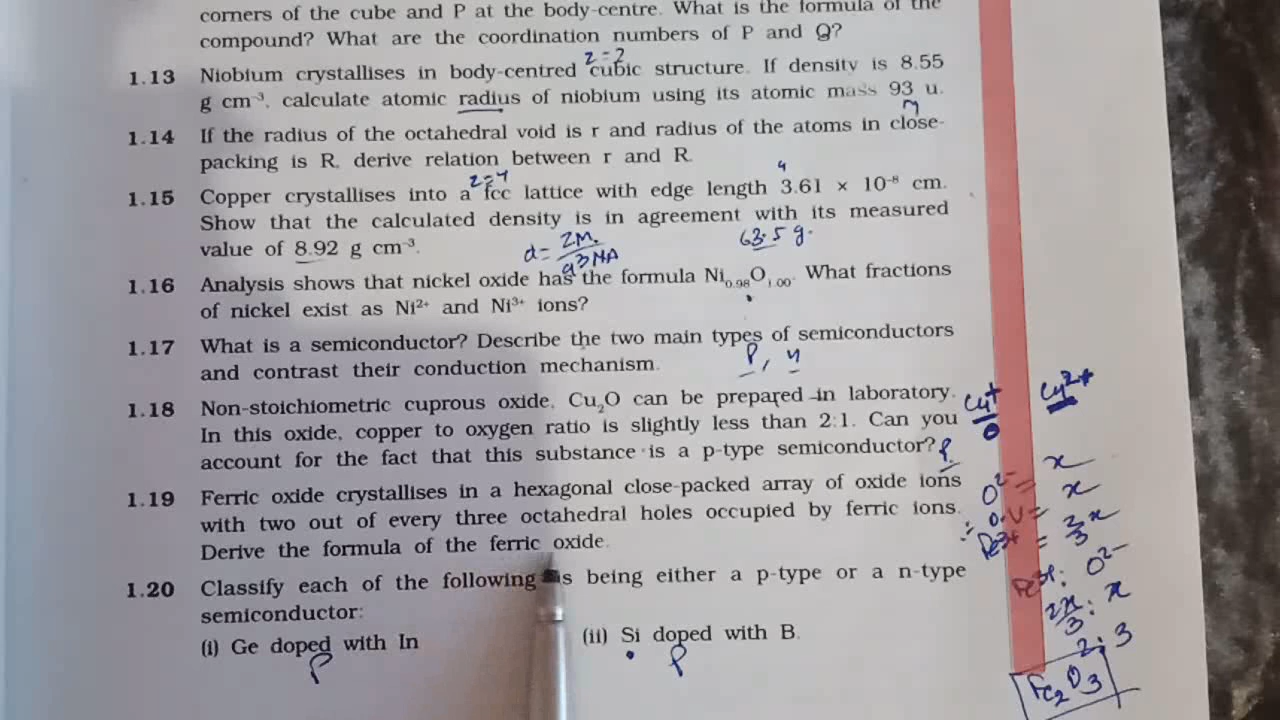 corners of the cube and P at the body-centre. What is the formula of the
compound? What are the coordination numbers of P and Q?
z=2
1.13 Niobium crystallises in body-centred cubic structure. If density is 8.55
g cm⁻³, calculate atomic radius of niobium using its atomic mass 93 u.
M
1.14 If the radius of the octahedral void is r and radius of the atoms in close-
packing is R, derive relation between r and R.
z=4
1.15 Copper crystallises into a fcc lattice with edge length 3.61 × 10⁻⁸ cm.
Show that the calculated density is in agreement with its measured
value of 8.92 g cm⁻³.
d = ZM / a3 NA
63.5 g.
1.16 Analysis shows that nickel oxide has the formula Ni₀.₉₈O₁.₀₀. What fractions
of nickel exist as Ni²⁺ and Ni³⁺ ions?
1.17 What is a semiconductor? Describe the two main types of semiconductors
and contrast their conduction mechanism.
P, n
1.18 Non-stoichiometric cuprous oxide, Cu₂O can be prepared in laboratory.
In this oxide, copper to oxygen ratio is slightly less than 2:1. Can you
account for the fact that this substance is a p-type semiconductor?
P
Cu⁺ Cu²⁺
O
1.19 Ferric oxide crystallises in a hexagonal close-packed array of oxide ions
with two out of every three octahedral holes occupied by ferric ions.
Derive the formula of the ferric oxide.
O²⁻ = x
∴ O.V = x
Fe³⁺ = 2/3 x
Fe³⁺ : O²⁻
2x/3 : x
2 : 3
Fe₂O₃
1.20 Classify each of the following as being either a p-type or a n-type
semiconductor:
(i) Ge doped with In (ii) Si doped with B.
P P